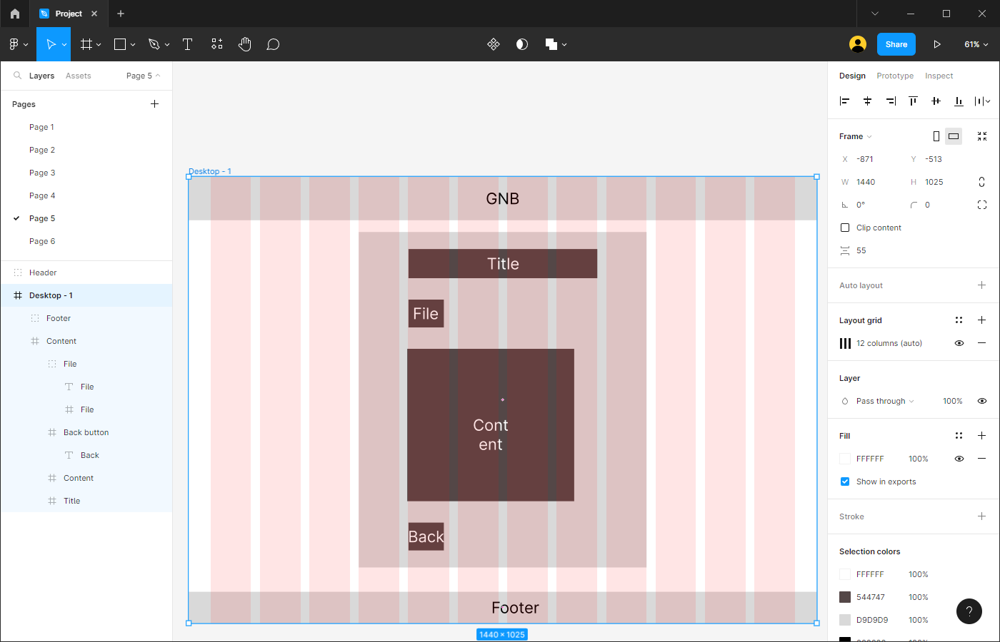 Project
Share
61%
Layers
Assets
Page 5
Pages
Page 1
Page 2
Page 3
Page 4
Page 5
Page 6
Header
Desktop - 1
Footer
Content
File
File
File
Back button
Back
Content
Title
Desktop - 1
GNB
Title
File
Cont
ent
Back
Footer
1440 × 1025
Design
Prototype
Inspect
Frame
X -871
Y -513
W 1440
H 1025
0°
0
Clip content
55
Auto layout
Layout grid
12 columns (auto)
Layer
Pass through
100%
Fill
FFFFFF
100%
Show in exports
Stroke
Selection colors
FFFFFF 100%
544747 100%
D9D9D9 100%
?